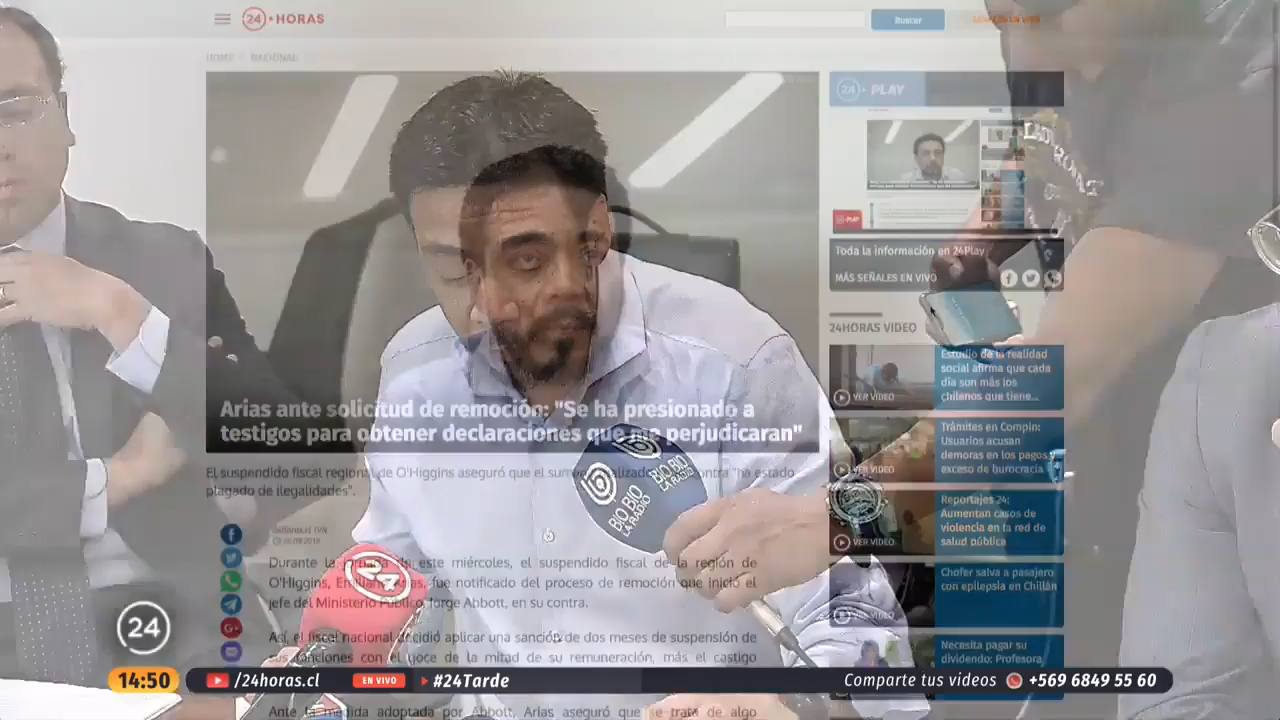 24 HORAS
Buscar
HOME NACIONAL
24 PLAY
LADRONAZ
PLAY
Toda la información en 24Play
MÁS SEÑALES EN VIVO
24HORAS VIDEO
Estudio de la realidad
social afirma que cada
día son más los
chilenos que tiene...
VER VIDEO
Trámites en Compin:
Usuarios acusan
demoras en los pagos y
exceso de burocracia
VER VIDEO
Reportajes 24:
Aumentan casos de
violencia en la red de
salud pública
VER VIDEO
Chofer salva a pasajero
con epilepsia en Chillán
VER VIDEO
Necesita pagar su
dividendo: Profesora
Arias ante solicitud de remoción: "Se ha presionado a
testigos para obtener declaraciones que me perjudicaran"
El suspendido fiscal regional de O'Higgins aseguró que el contra "ha estado
plagado de ilegalidades".
BIO BIO
LA RADIO
BIO BIO
LA RADIO
Durante la jornada de este miércoles, el suspendido fiscal de la región de
O'Higgins, Emiliano Arias, fue notificado del proceso de remoción que inició el
jefe del Ministerio Público, Jorge Abbott, en su contra.
Así, el fiscal nacional decidió aplicar una sanción de dos meses de suspensión de
sus funciones con el goce de la mitad de su remuneración, más el castigo
Ante la medida adoptada por Abbott, Arias aseguró que se trata de algo
24
24
14:50 /24horas.cl EN VIVO #24Tarde Comparte tus videos +569 6849 55 60